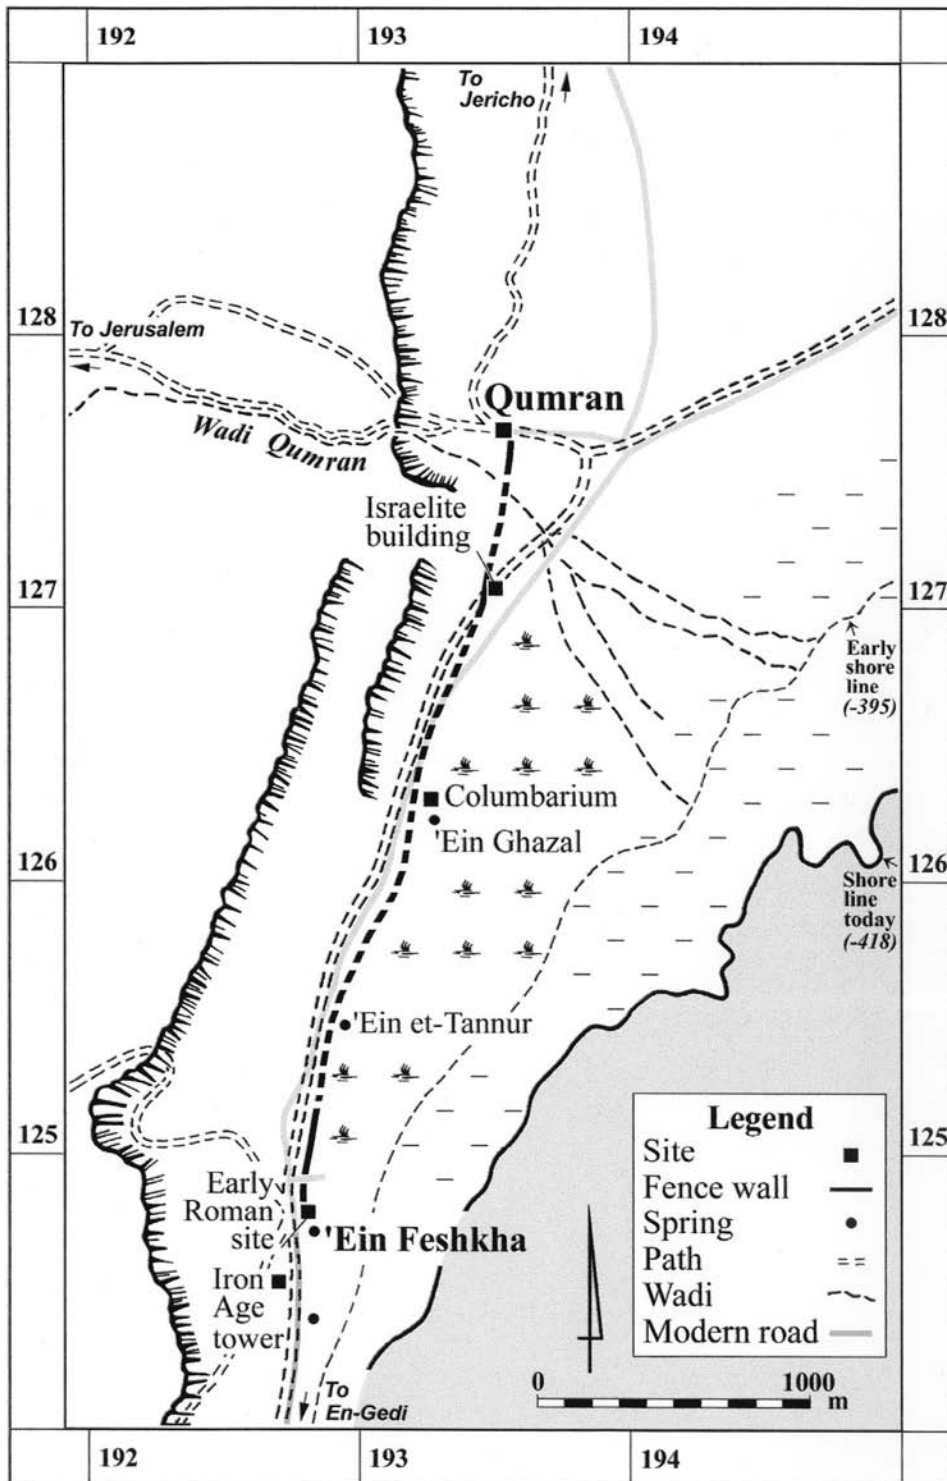 192
193
194
To
Jericho
128
To Jerusalem
128
Qumran
Wadi Qumran
Israelite
building
127
127
Early
shore
line
(-395)
Columbarium
'Ein Ghazal
126
126
Shore
line
today
(-418)
'Ein et-Tannur
125
125
Early
Roman
site
'Ein Feshkha
Iron
Age
tower
To
En-Gedi
Legend
Site
Fence wall
Spring
Path
Wadi
Modern road
0
1000
m
192
193
194